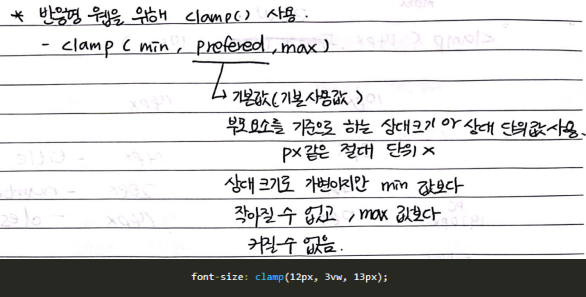 * 반응형 웹을 위해 clamp() 사용.
- clamp ( min, prefered, max )
기본값(기본사용값)
부모요소를 기준으로 하는 상대크기 or 상대 단위값 사용.
px같은 절대 단위 x
상대크기로 가변이지만 min 값보다
작아질 수 없고, max 값보다
커질수 없음.
font-size: clamp(12px, 3vw, 13px);